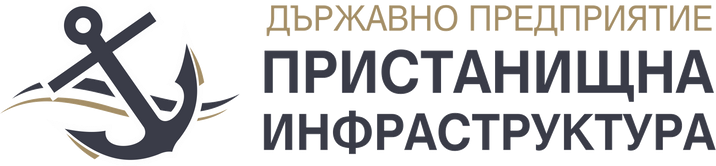 ДЪРЖАВНО ПРЕДПРИЯТИЕ
ПРИСТАНИЩНА
ИНФРАСТРУКТУРА